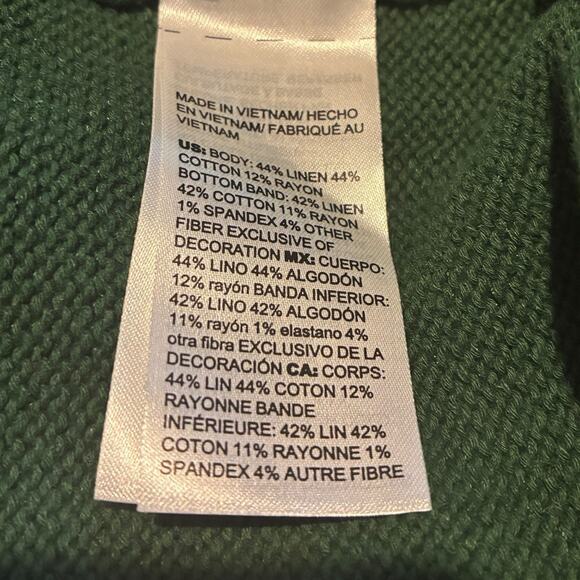 MADE IN VIETNAM/ HECHO
EN VIETNAM/ FABRIQUÉ AU
VIETNAM
US: BODY: 44% LINEN 44%
COTTON 12% RAYON
BOTTOM BAND: 42% LINEN
42% COTTON 11% RAYON
1% SPANDEX 4% OTHER
FIBER EXCLUSIVE OF
DECORATION MX: CUERPO:
44% LINO 44% ALGODÓN
12% rayón BANDA INFERIOR:
42% LINO 42% ALGODÓN
11% rayón 1% elastano 4%
otra fibra EXCLUSIVO DE LA
DECORACIÓN CA: CORPS:
44% LIN 44% COTON 12%
RAYONNE BANDE
INFÉRIEURE: 42% LIN 42%
COTON 11% RAYONNE 1%
SPANDEX 4% AUTRE FIBRE